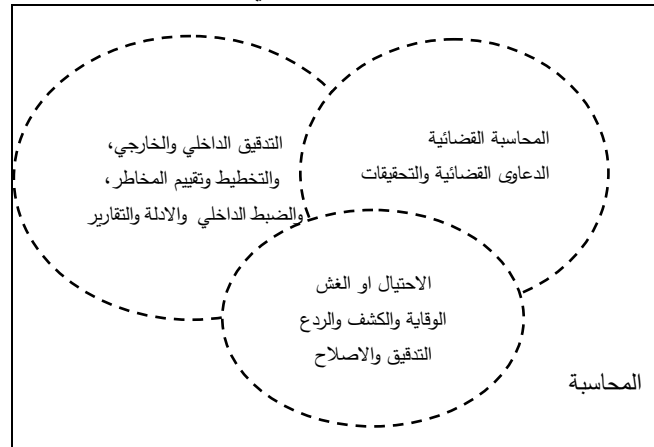 المحاسبة القضائية
الدعاوى القضائية والتحقيقات
التدقيق الداخلي والخارجي،
والتخطيط وتقييم المخاطر،
والضبط الداخلي والادلة والتقارير
الاحتيال او الغش
الوقاية والكشف والردع
التدقيق والاصلاح
المحاسبة